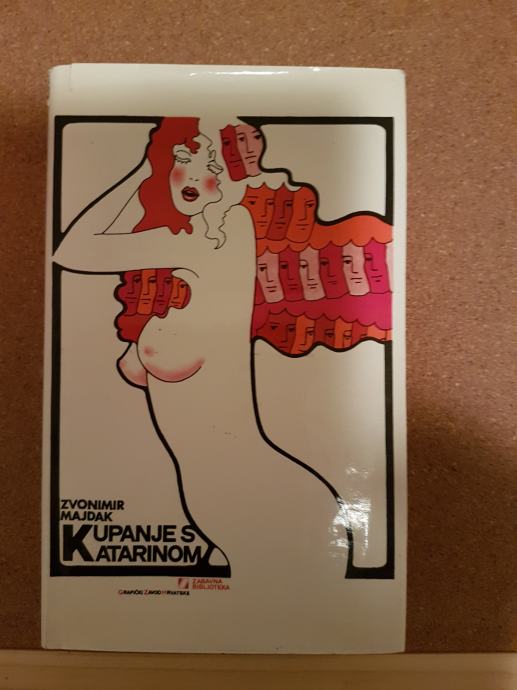 ZVONIMIR
MAJDAK
KUPANJE S
KATARINOM
ZABAVNA
BIBLIOTEKA
GRAFIČKI ZAVOD HRVATSKE